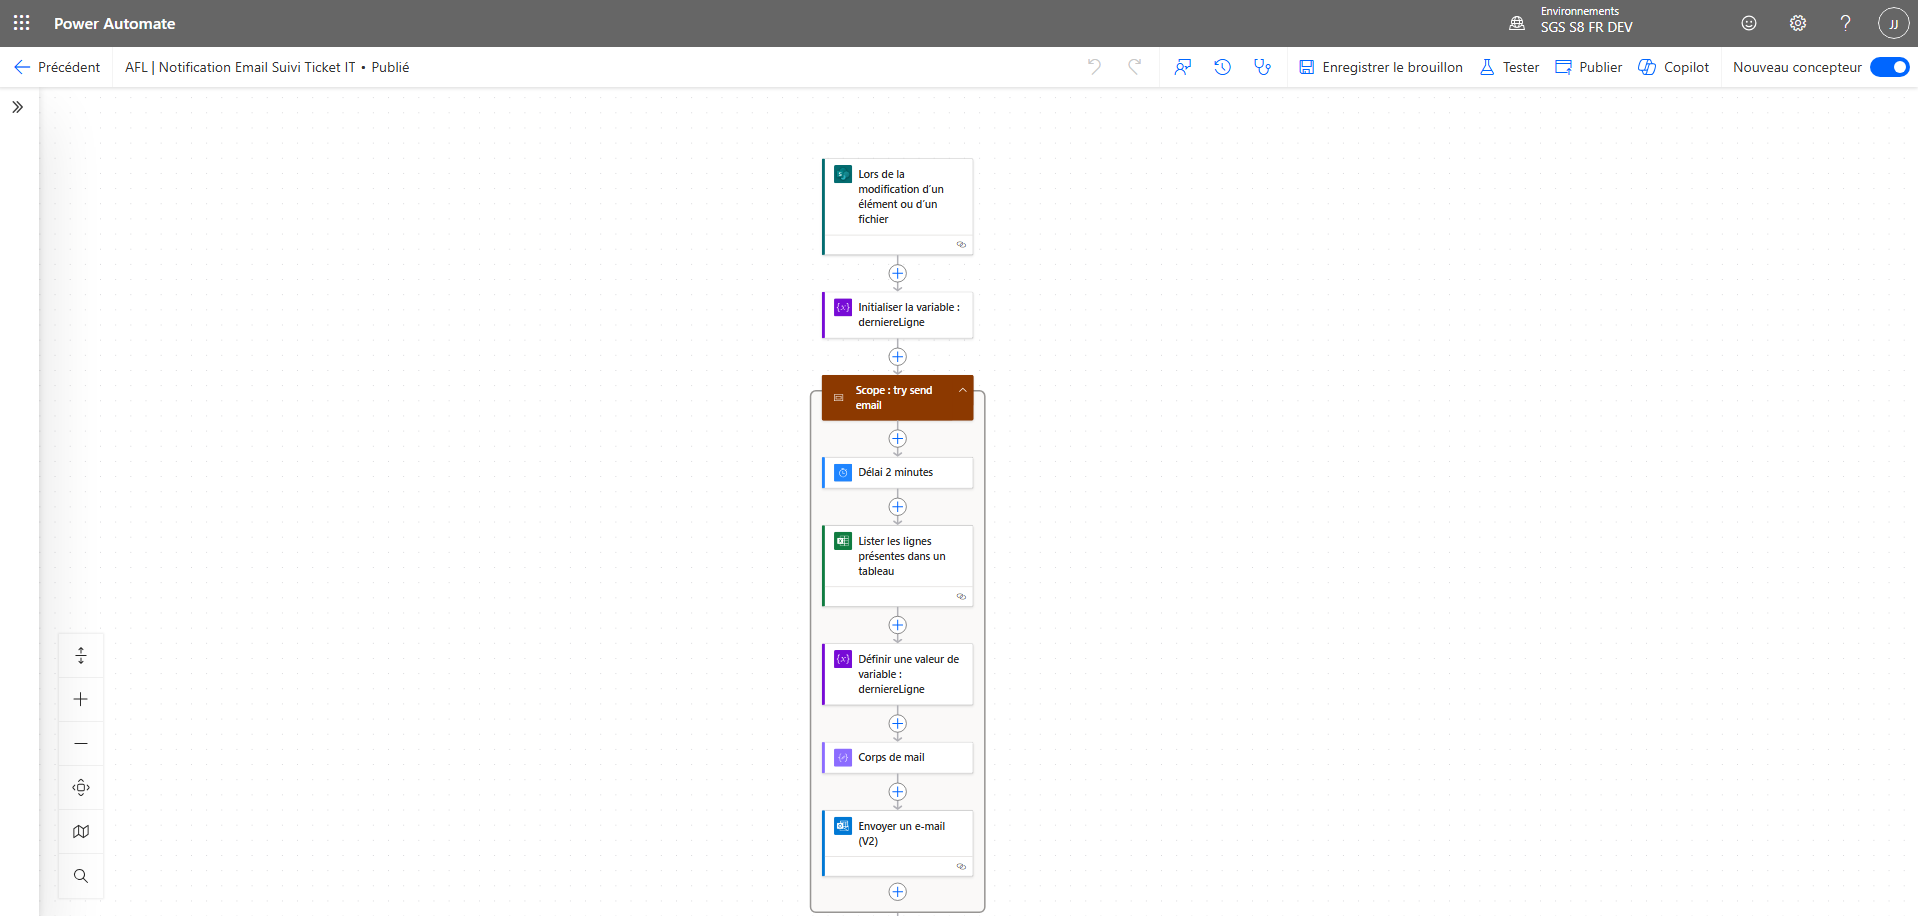 Power Automate
Environnements
SGS S8 FR DEV
JJ
Précédent
AFL | Notification Email Suivi Ticket IT • Publié
Enregistrer le brouillon
Tester
Publier
Copilot
Nouveau concepteur
Lors de la
modification d'un
élément ou d'un
fichier
Initialiser la variable :
derniereLigne
Scope : try send
email
Délai 2 minutes
Lister les lignes
présentes dans un
tableau
Définir une valeur de
variable :
derniereLigne
Corps de mail
Envoyer un e-mail
(V2)